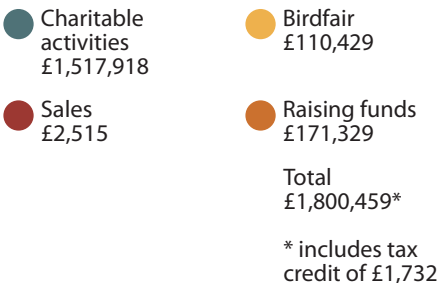 Charitable
activities
£1,517,918
Sales
£2,515
Birdfair
£110,429
Raising funds
£171,329
Total
£1,800,459*
* includes tax
credit of £1,732